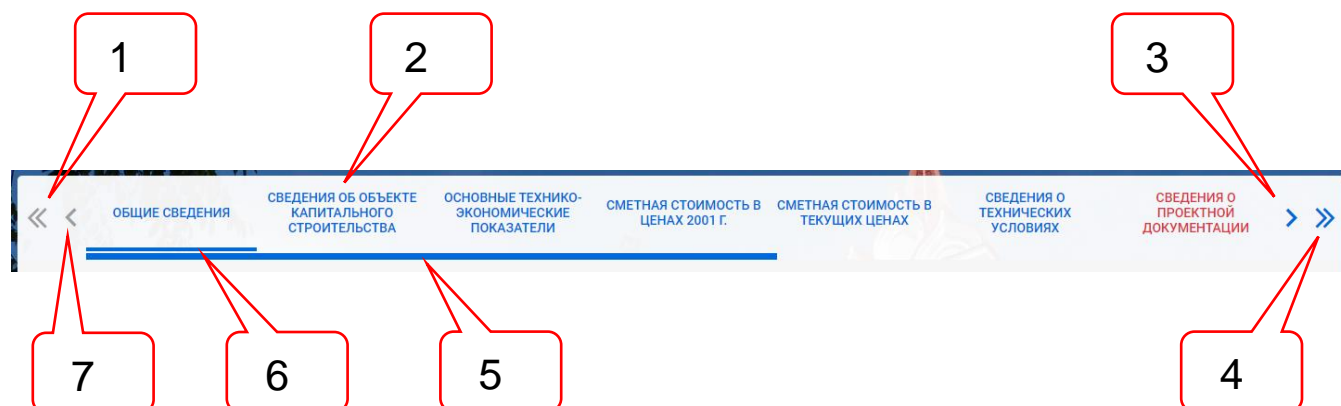 1
2
3
ОБЩИЕ СВЕДЕНИЯ
СВЕДЕНИЯ ОБ ОБЪЕКТЕ
КАПИТАЛЬНОГО
СТРОИТЕЛЬСТВА
ОСНОВНЫЕ ТЕХНИКО-
ЭКОНОМИЧЕСКИЕ
ПОКАЗАТЕЛИ
СМЕТНАЯ СТОИМОСТЬ В
ЦЕНАХ 2001 Г.
СМЕТНАЯ СТОИМОСТЬ В
ТЕКУЩИХ ЦЕНАХ
СВЕДЕНИЯ О
ТЕХНИЧЕСКИХ
УСЛОВИЯХ
СВЕДЕНИЯ О
ПРОЕКТНОЙ
ДОКУМЕНТАЦИИ
7
6
5
4